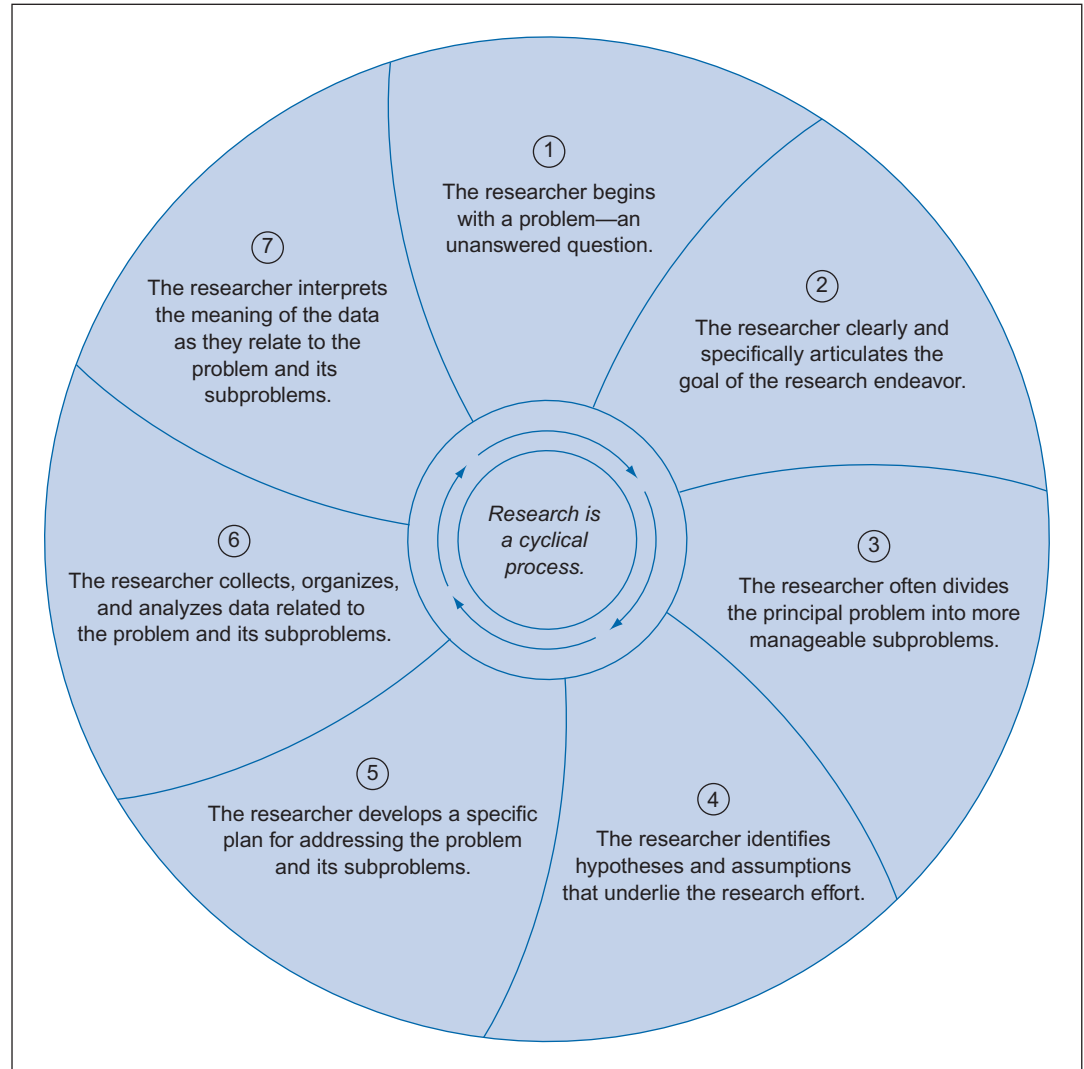 1
The researcher begins
with a problem—an
unanswered question.
2
The researcher clearly and
specifically articulates the
goal of the research endeavor.
3
The researcher often divides
the principal problem into more
manageable subproblems.
4
The researcher identifies
hypotheses and assumptions
that underlie the research effort.
5
The researcher develops a specific
plan for addressing the problem
and its subproblems.
6
The researcher collects, organizes,
and analyzes data related to
the problem and its subproblems.
7
The researcher interprets
the meaning of the data
as they relate to the
problem and its
subproblems.
Research is
a cyclical
process.